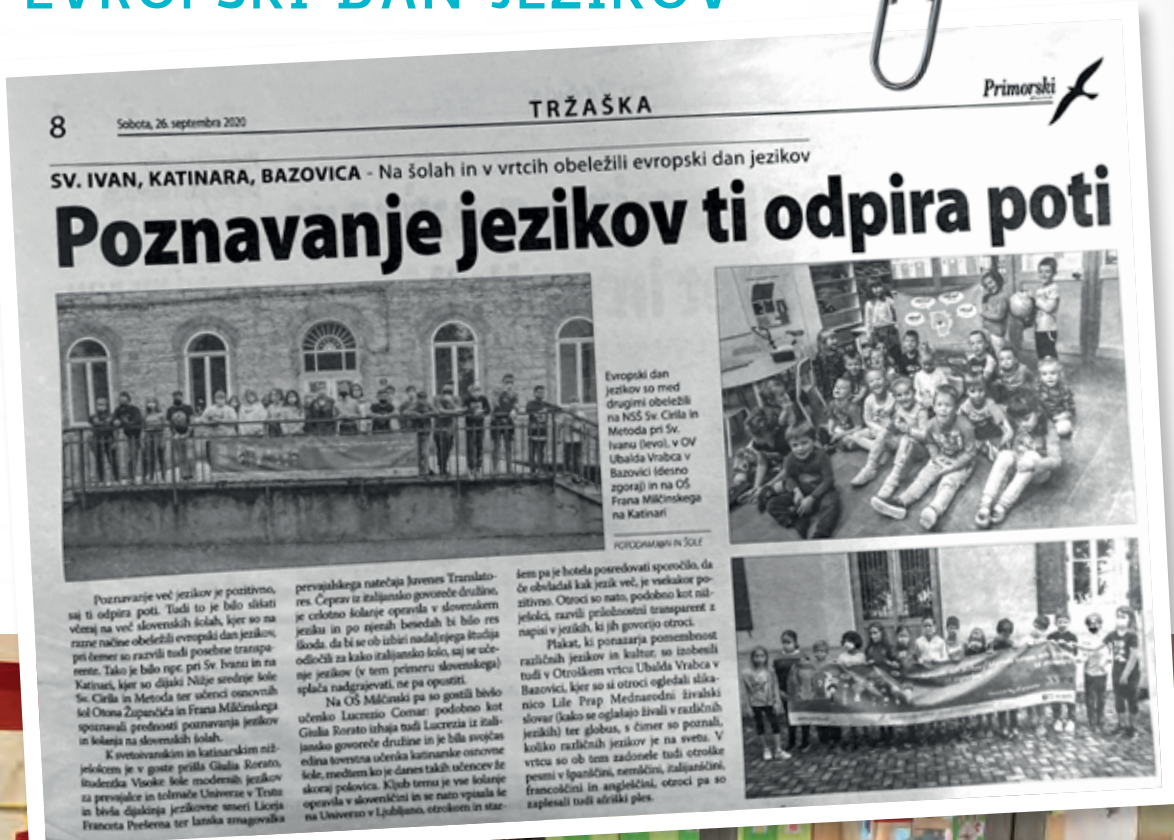 EVROPSKI DAN JEZIKOV
8
Sobota, 26. septembra 2020
TRŽAŠKA
Primorski
SV. IVAN, KATINARA, BAZOVICA - Na šolah in v vrtcih obeležili evropski dan jezikov
Poznavanje jezikov ti odpira poti
Evropski dan
jezikov so med
drugimi obeležili
na NSŠ Sv. Cirila in
Metoda pri Sv.
Ivanu (levo), v OV
Ubalda Vrabca v
Bazovici (desno
zgoraj) in na OŠ
Frana Milčinskega
na Katinari
FOTODAMJ@N IN ŠOLE
Poznavanje več jezikov je pozitivno,
saj ti odpira poti. Tudi to je bilo slišati
včeraj na več slovenskih šolah, kjer so na
razne načine obeležili evropski dan jezikov,
pri čemer so razvili tudi posebne transpa-
rente. Tako je bilo npr. pri Sv. Ivanu in na
Katinari, kjer so dijaki Nižje srednje šole
Sv. Cirila in Metoda ter učenci osnovnih
šol Otona Župančiča in Frana Milčinskega
spoznavali prednosti poznavanja jezikov
in šolanja na slovenskih šolah.
K svetoivanskim in katinarskim niž-
ješolcem je v goste prišla Giulia Rorato,
študentka Visoke šole modernih jezikov
za prevajalce in tolmače Univerze v Trstu
in bivša dijakinja jezikovne smeri Liceja
Franceta Prešerna ter lanska zmagovalka
prevajalskega natečaja Juvenes Translato-
res. Čeprav iz italijansko govoreče družine,
je celotno šolanje opravila v slovenskem
jeziku in po njenih besedah bi bilo res
škoda, da bi se ob izbiri nadaljnjega študija
odločili za kako italijansko šolo, saj se uče-
nje jezikov (v tem primeru slovenskega)
splača nadgrajevati, ne pa opustiti.
Na OŠ Milčinski pa so gostili bivšo
učenko Lucrezio Comar: podobno kot
Giulia Rorato izhaja tudi Lucrezia iz itali-
jansko govoreče družine in je bila svojčas
edina tovrstna učenka katinarske osnovne
šole, medtem ko je danes takih učencev že
skoraj polovica. Kljub temu je vse šolanje
opravila v slovenščini in se nato vpisala še
na Univerzo v Ljubljano, otrokom in star-
šem pa je hotela posredovati sporočilo, da
če obvladaš kak jezik več, je vsekakor po-
zitivno. Otroci so nato, podobno kot niž-
ješolci, razvili priložnostni transparent z
napisi v jezikih, ki jih govorijo otroci.
Plakat, ki ponazarja pomembnost
različnih jezikov in kultur, so izobesili
tudi v Otroškem vrtcu Ubalda Vrabca v
Bazovici, kjer so si otroci ogledali slika-
nico Lile Prap Mednarodni živalski
slovar (kako se oglašajo živali v različnih
jezikih) ter globus, s čimer so poznali,
koliko različnih jezikov je na svetu. V
vrtcu so ob tem zadonele tudi otroške
pesmi v španščini, nemščini, italijanščini,
francoščini in angleščini, otroci pa so
zaplesali tudi afriški ples.